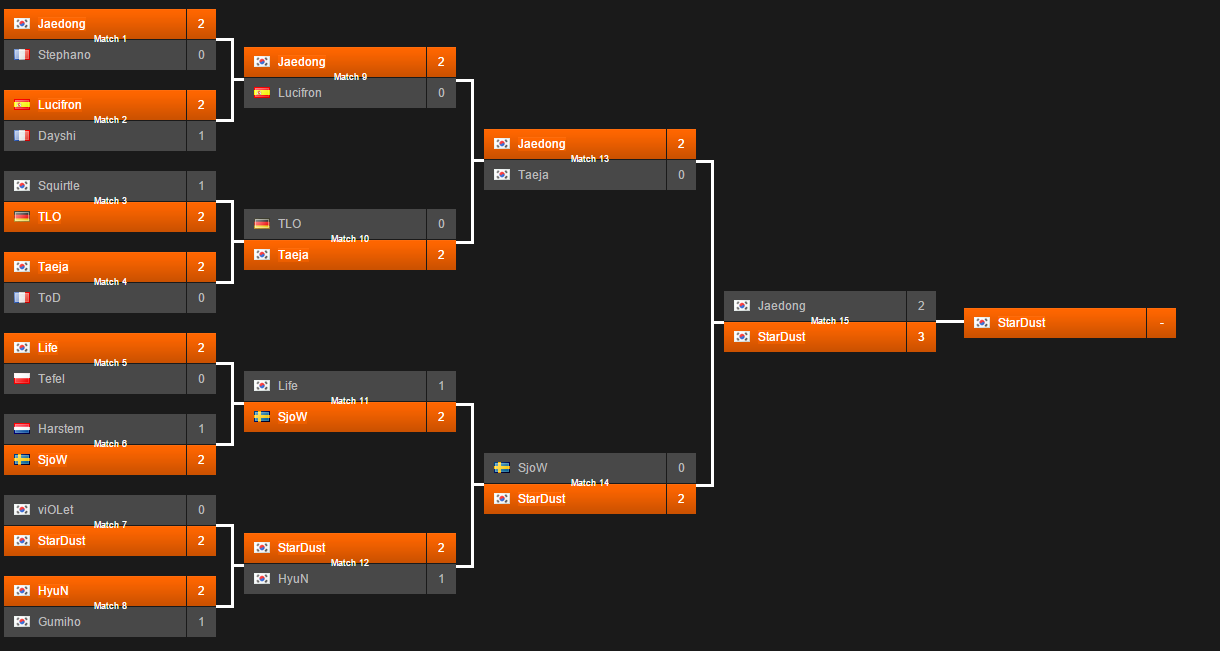 Jaedong 2
Match 1
Stephano 0
Lucifron 2
Match 2
Dayshi 1
Squirtle 1
Match 3
TLO 2
Taeja 2
Match 4
ToD 0
Life 2
Match 5
Tefel 0
Harstem 1
Match 6
SjoW 2
viOLet 0
Match 7
StarDust 2
HyuN 2
Match 8
Gumiho 1
Jaedong 2
Match 9
Lucifron 0
TLO 0
Match 10
Taeja 2
Life 1
Match 11
SjoW 2
StarDust 2
Match 12
HyuN 1
Jaedong 2
Match 13
Taeja 0
SjoW 0
Match 14
StarDust 2
Jaedong 2
Match 15
StarDust 3
StarDust -